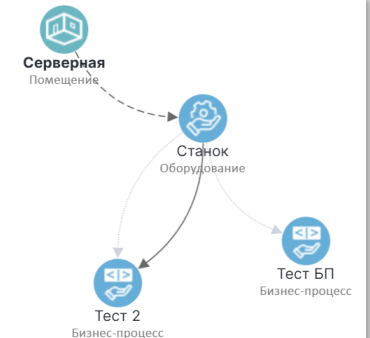 Серверная
Помещение
Станок
Оборудование
Тест БП
Бизнес-процесс
Тест 2
Бизнес-процесс